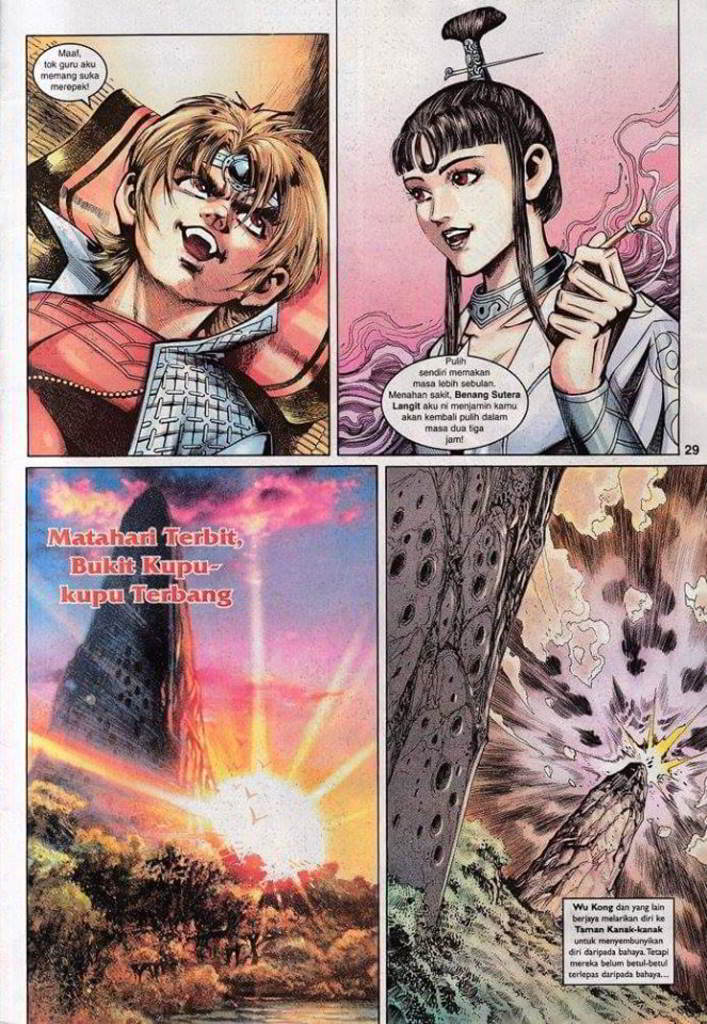 Maaf,
tok guru aku
memang suka
merepek!
Pulih
sendiri memakan
masa lebih sebulan.
Menahan sakit, Benang Sutera
Langit aku ni menjamin kamu
akan kembali pulih dalam
masa dua tiga
jam!
29
Matahari Terbit,
Bukit Kupu-
kupu Terbang
Wu Kong dan yang lain
berjaya melarikan diri ke
Taman Kanak-kanak
untuk menyembunyikan
diri daripada bahaya. Tetapi
mereka belum betul-betul
terlepas daripada bahaya...